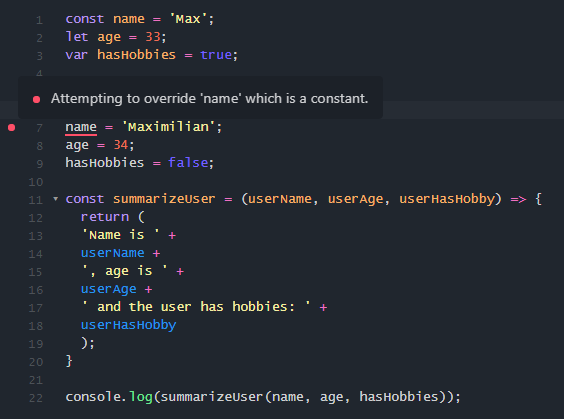 1 const name = 'Max';
2 let age = 33;
3 var hasHobbies = true;
4
Attempting to override 'name' which is a constant.
7 name = 'Maximilian';
8 age = 34;
9 hasHobbies = false;
10
11 const summarizeUser = (userName, userAge, userHasHobby) => {
12 return (
13 'Name is ' +
14 userName +
15 ', age is ' +
16 userAge +
17 ' and the user has hobbies: ' +
18 userHasHobby
19 );
20 }
21
22 console.log(summarizeUser(name, age, hasHobbies));